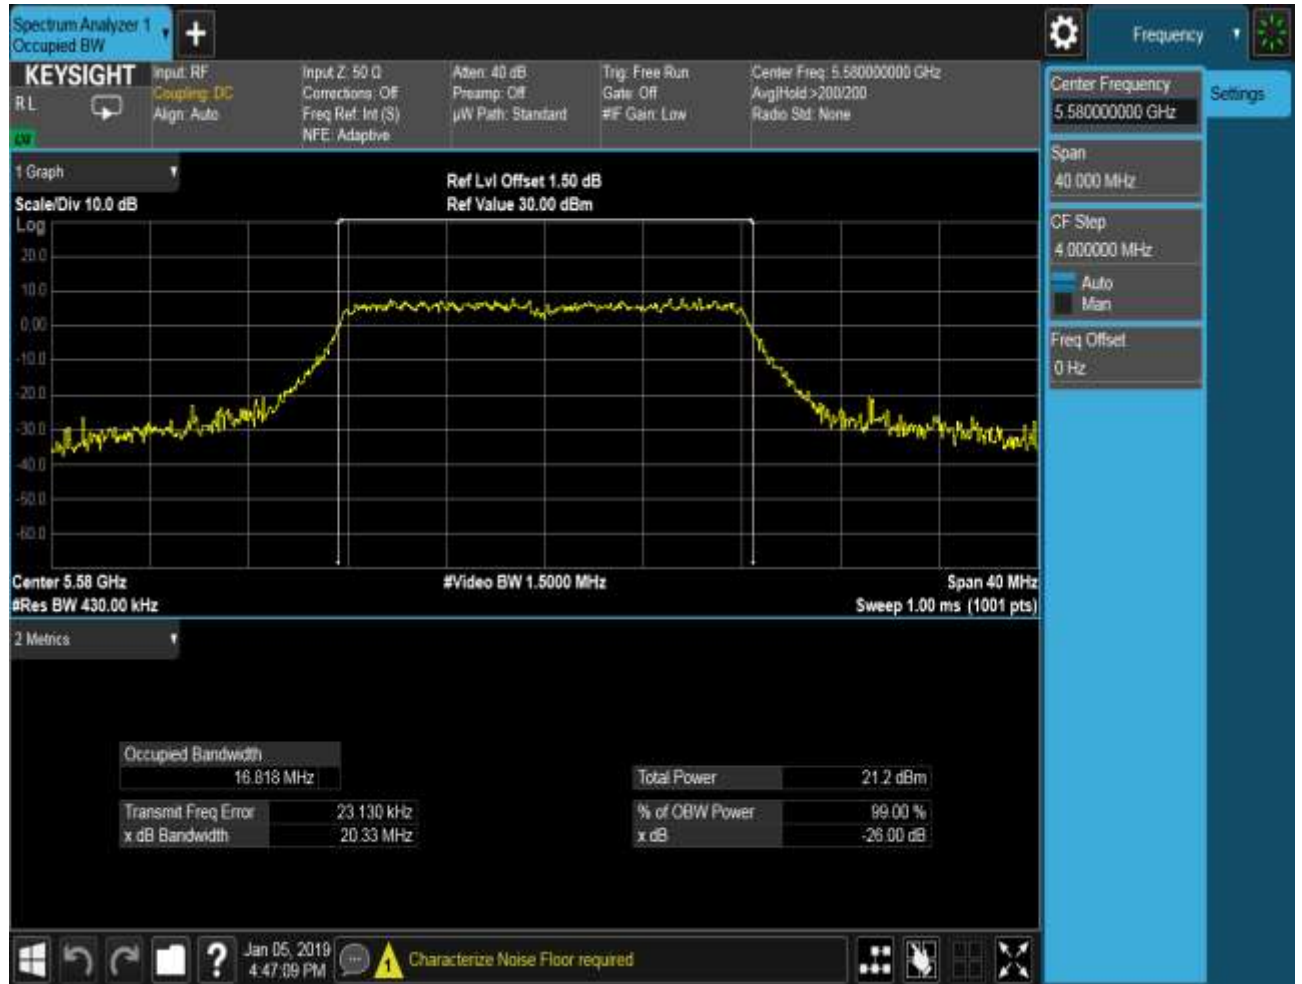 Spectrum Analyzer 1
Occupied BW
+
Frequency
KEYSIGHT
RL
Input: RF
Coupling: DC
Align: Auto
Input Z: 50 Ω
Corrections: Off
Freq Ref: Int (S)
NFE: Adaptive
Atten: 40 dB
Preamp: Off
µW Path: Standard
Trig: Free Run
Gate: Off
#IF Gain: Low
Center Freq: 5.580000000 GHz
Avg|Hold:>200/200
Radio Std: None
Center Frequency
5.580000000 GHz
Settings
Span
40.000 MHz
CF Step
4.000000 MHz
Auto
Man
Freq Offset
0 Hz
1 Graph
Scale/Div 10.0 dB
Ref Lvl Offset 1.50 dB
Ref Value 30.00 dBm
Log
20.0
10.0
0.00
-10.0
-20.0
-30.0
-40.0
-50.0
-60.0
Center 5.58 GHz
#Video BW 1.5000 MHz
Span 40 MHz
#Res BW 430.00 kHz
Sweep 1.00 ms (1001 pts)
2 Metrics
Occupied Bandwidth
16.818 MHz
Total Power 21.2 dBm
Transmit Freq Error 23.130 kHz
% of OBW Power 99.00 %
x dB Bandwidth 20.33 MHz
x dB -26.00 dB
?
Jan 05, 2019
4:47:09 PM
1
Characterize Noise Floor required